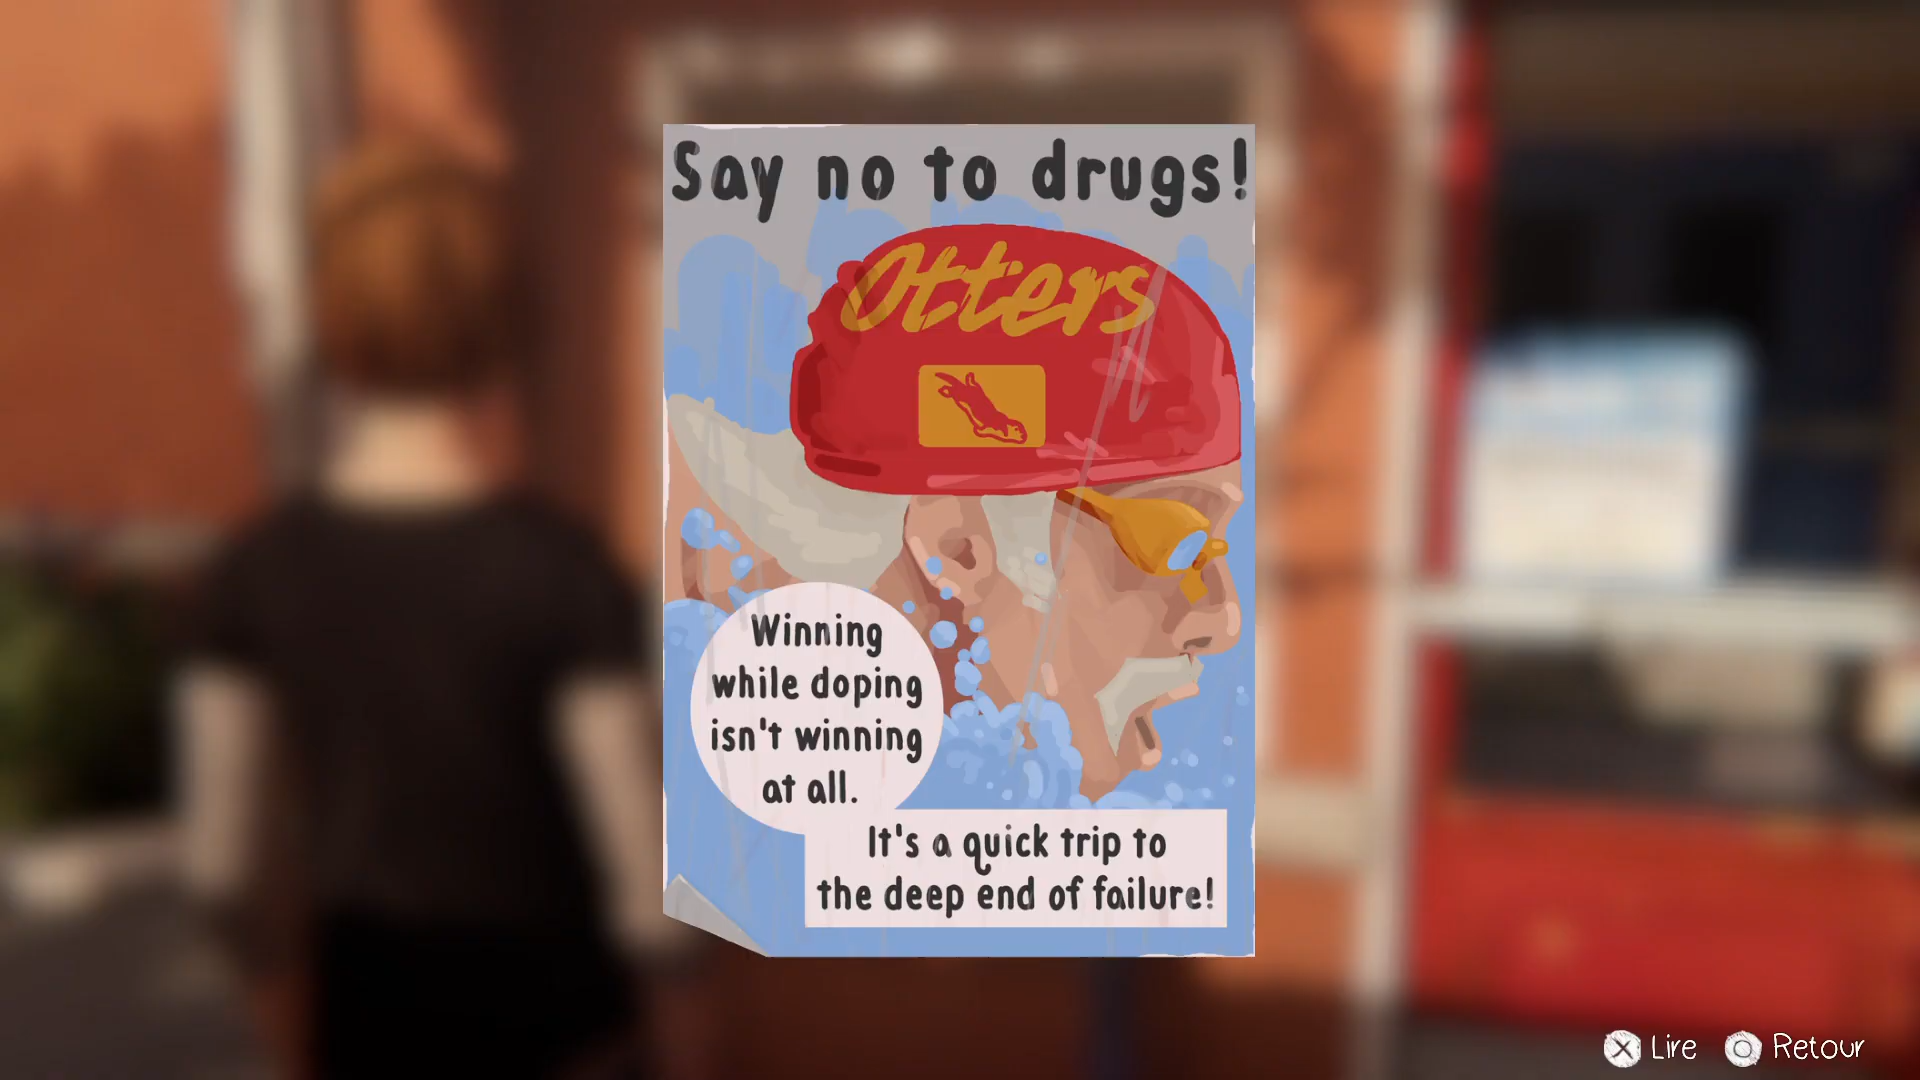 Say no to drugs!
Otters
Winning
while doping
isn't winning
at all.
It's a quick trip to
the deep end of failure!
Lire
Retour